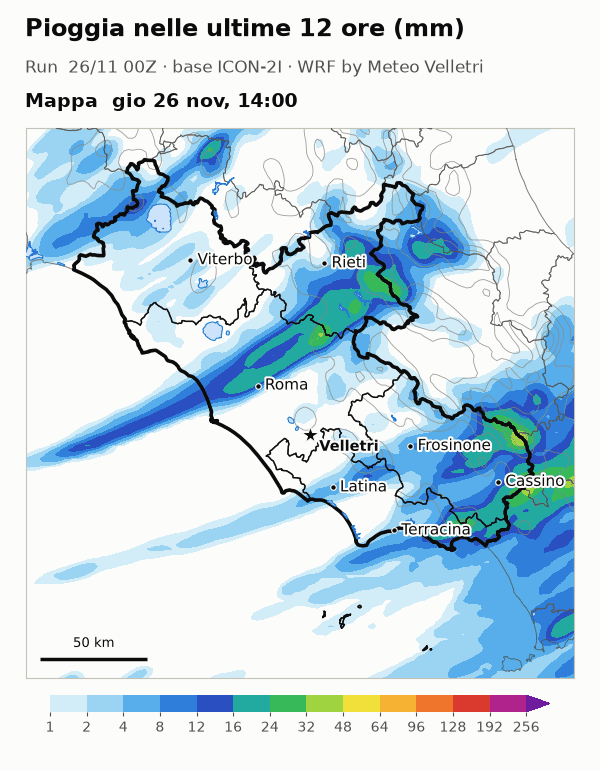 Pioggia nelle ultime 12 ore (mm)
Run  26/11 00Z · base ICON-2I · WRF by Meteo Velletri
Mappa  gio 26 nov, 14:00
Viterbo
Rieti
Roma
Velletri
Frosinone
Latina
Cassino
Terracina
50 km
1 2 4 8 12 16 24 32 48 64 96 128 192 256